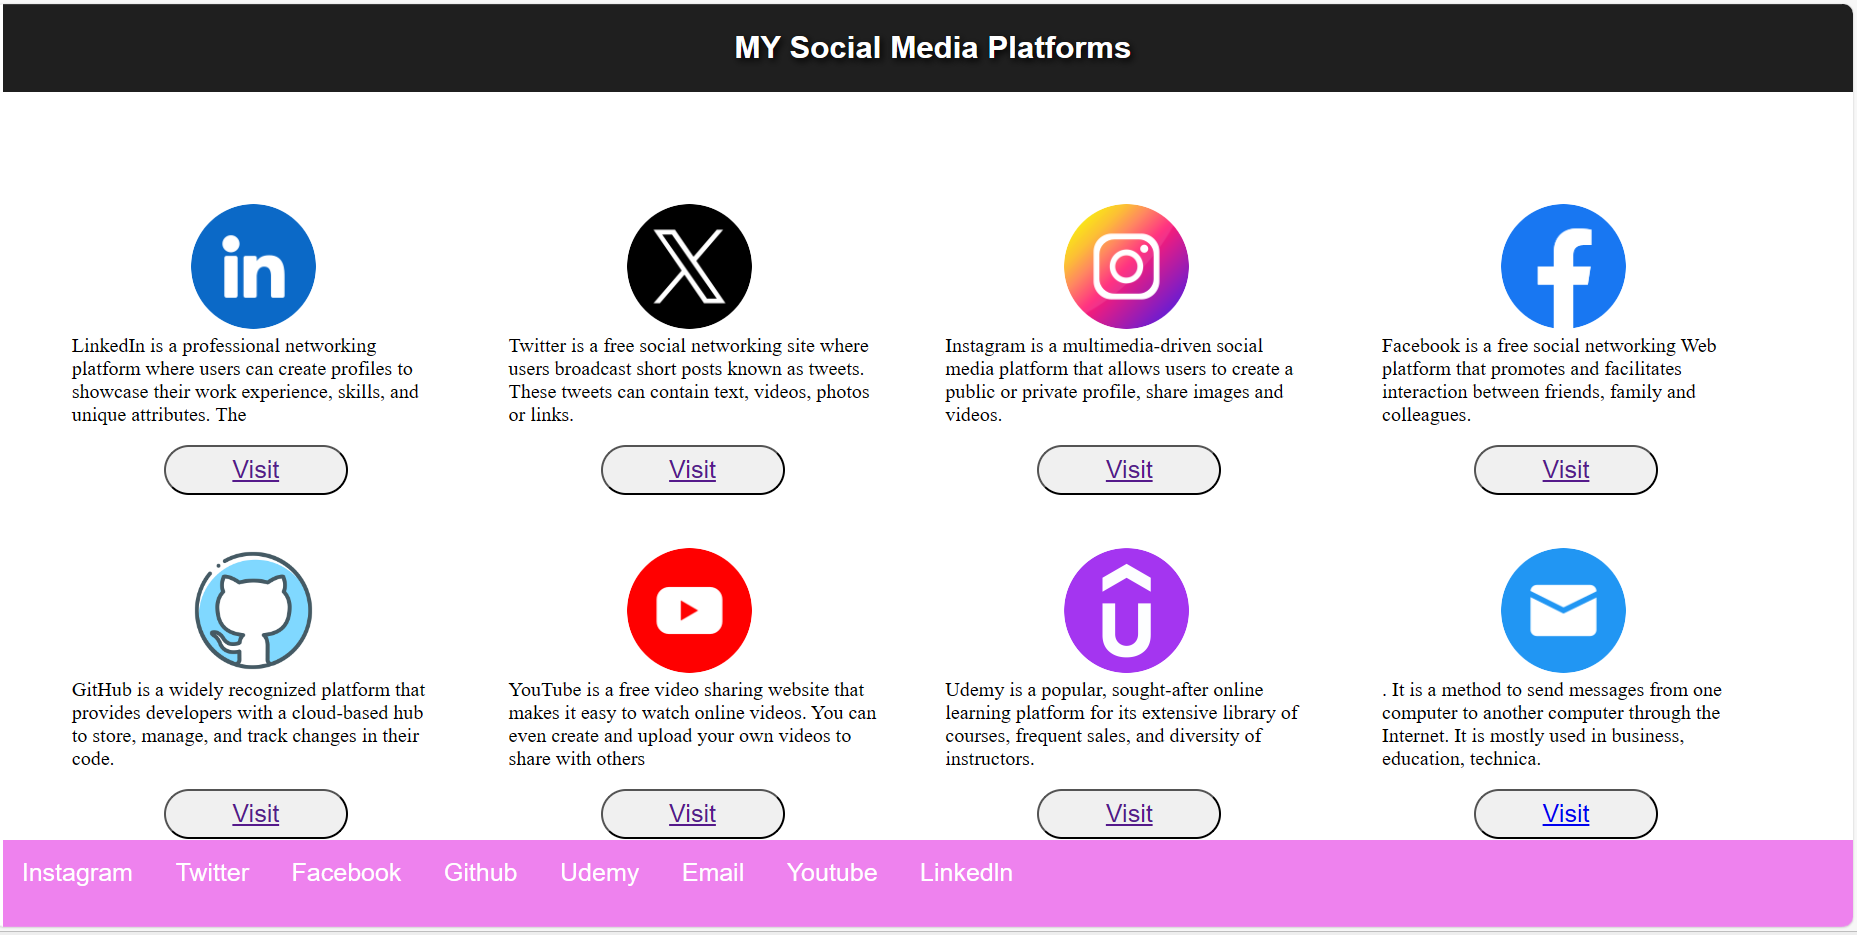 MY Social Media Platforms
in
X
LinkedIn is a professional networking
platform where users can create profiles to
showcase their work experience, skills, and
unique attributes. The
Visit
Twitter is a free social networking site where
users broadcast short posts known as tweets.
These tweets can contain text, videos, photos
or links.
Visit
Instagram is a multimedia-driven social
media platform that allows users to create a
public or private profile, share images and
videos.
Visit
f
Facebook is a free social networking Web
platform that promotes and facilitates
interaction between friends, family and
colleagues.
Visit
GitHub is a widely recognized platform that
provides developers with a cloud-based hub
to store, manage, and track changes in their
code.
Visit
YouTube is a free video sharing website that
makes it easy to watch online videos. You can
even create and upload your own videos to
share with others
Visit
Udemy is a popular, sought-after online
learning platform for its extensive library of
courses, frequent sales, and diversity of
instructors.
Visit
. It is a method to send messages from one
computer to another computer through the
Internet. It is mostly used in business,
education, technica.
Visit
Instagram Twitter Facebook Github Udemy Email Youtube LinkedIn